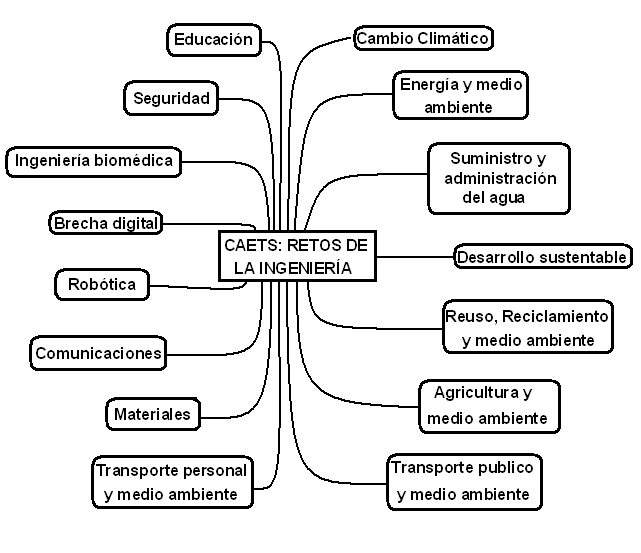 Educación
Cambio Climático
Energía y medio
ambiente
Seguridad
Suministro y
administración
del agua
Ingeniería biomédica
Brecha digital
CAETS: RETOS DE
LA INGENIERÍA
Desarrollo sustentable
Robótica
Reuso, Reciclamiento
y medio ambiente
Comunicaciones
Agricultura y
medio ambiente
Materiales
Transporte personal
y medio ambiente
Transporte publico
y medio ambiente